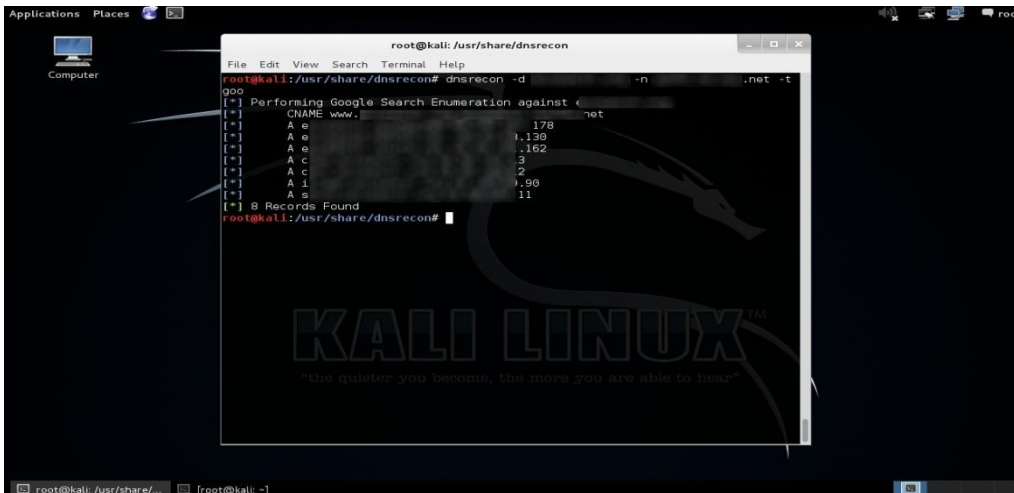 Applications Places roo
Computer
root@kali: /usr/share/dnsrecon
File Edit View Search Terminal Help
root@kali:/usr/share/dnsrecon# dnsrecon -d -n .net -t
goo
[*] Performing Google Search Enumeration against e
[*] CNAME www. net
[*] A e 178
[*] A e .130
[*] A e .162
[*] A c 3
[*] A c 2
[*] A i .90
[*] A s 11
[*] 8 Records Found
root@kali:/usr/share/dnsrecon#
KALI LINUX TM
"the quieter you become, the more you are able to hear"
root@kali: /usr/share/... [root@kali: ~]